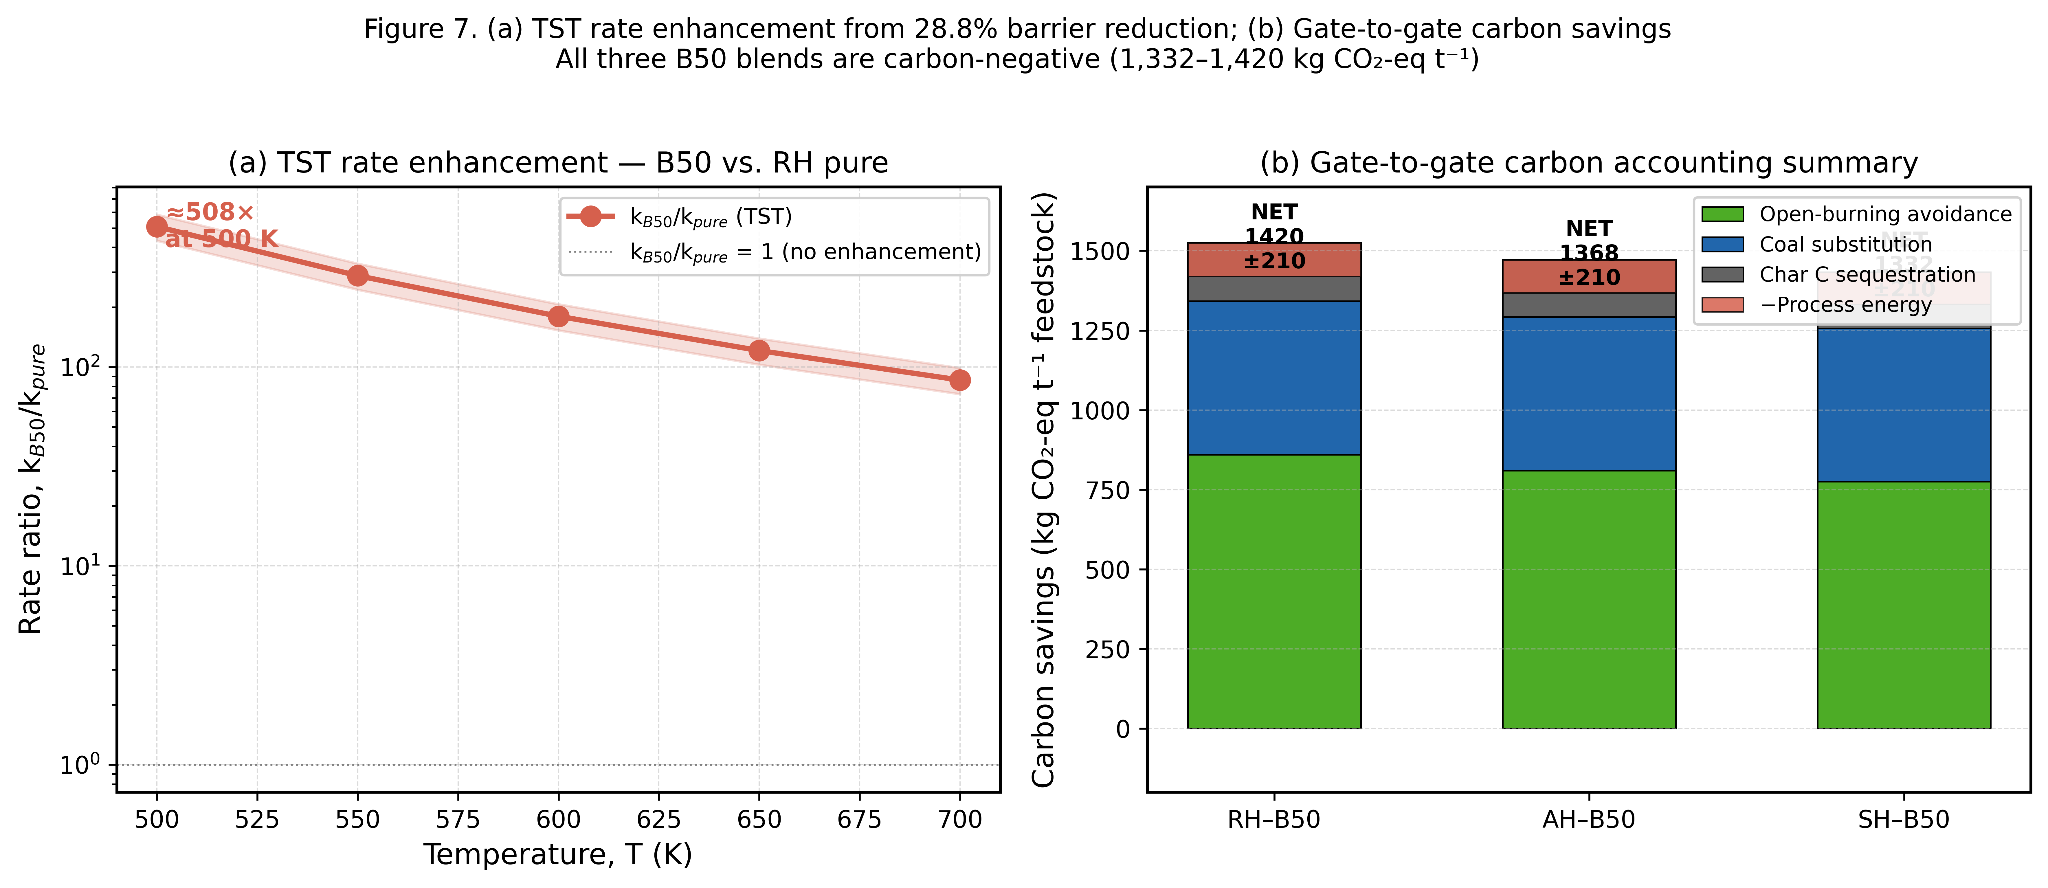 Figure 7. (a) TST rate enhancement from 28.8% barrier reduction; (b) Gate-to-gate carbon savings
All three B50 blends are carbon-negative (1,332–1,420 kg CO₂-eq t⁻¹)
(a) TST rate enhancement — B50 vs. RH pure
Rate ratio, k_B50/k_pure
10²
10¹
10⁰
≈508×
at 500 K
k_B50/k_pure (TST)
k_B50/k_pure = 1 (no enhancement)
500 525 550 575 600 625 650 675 700
Temperature, T (K)
(b) Gate-to-gate carbon accounting summary
Carbon savings (kg CO₂-eq t⁻¹ feedstock)
1500
1250
1000
750
500
250
0
NET
1420
±210
NET
1368
±210
NET
1332
±210
Open-burning avoidance
Coal substitution
Char C sequestration
−Process energy
RH–B50 AH–B50 SH–B50